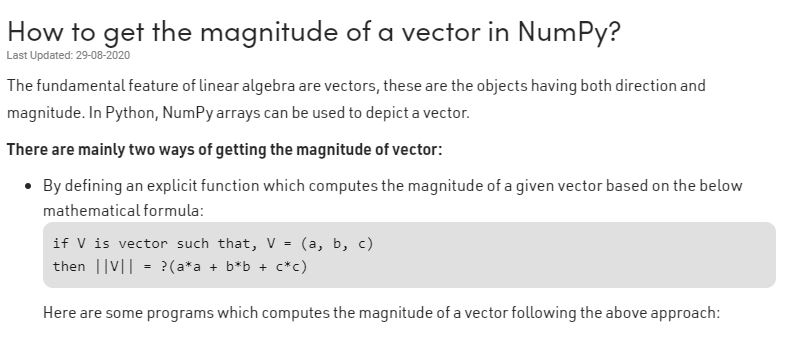 How to get the magnitude of a vector in NumPy?
Last Updated: 29-08-2020
The fundamental feature of linear algebra are vectors, these are the objects having both direction and
magnitude. In Python, NumPy arrays can be used to depict a vector.
There are mainly two ways of getting the magnitude of vector:
• By defining an explicit function which computes the magnitude of a given vector based on the below
mathematical formula:
if V is vector such that, V = (a, b, c)
then ||V|| = ?(a*a + b*b + c*c)
Here are some programs which computes the magnitude of a vector following the above approach: